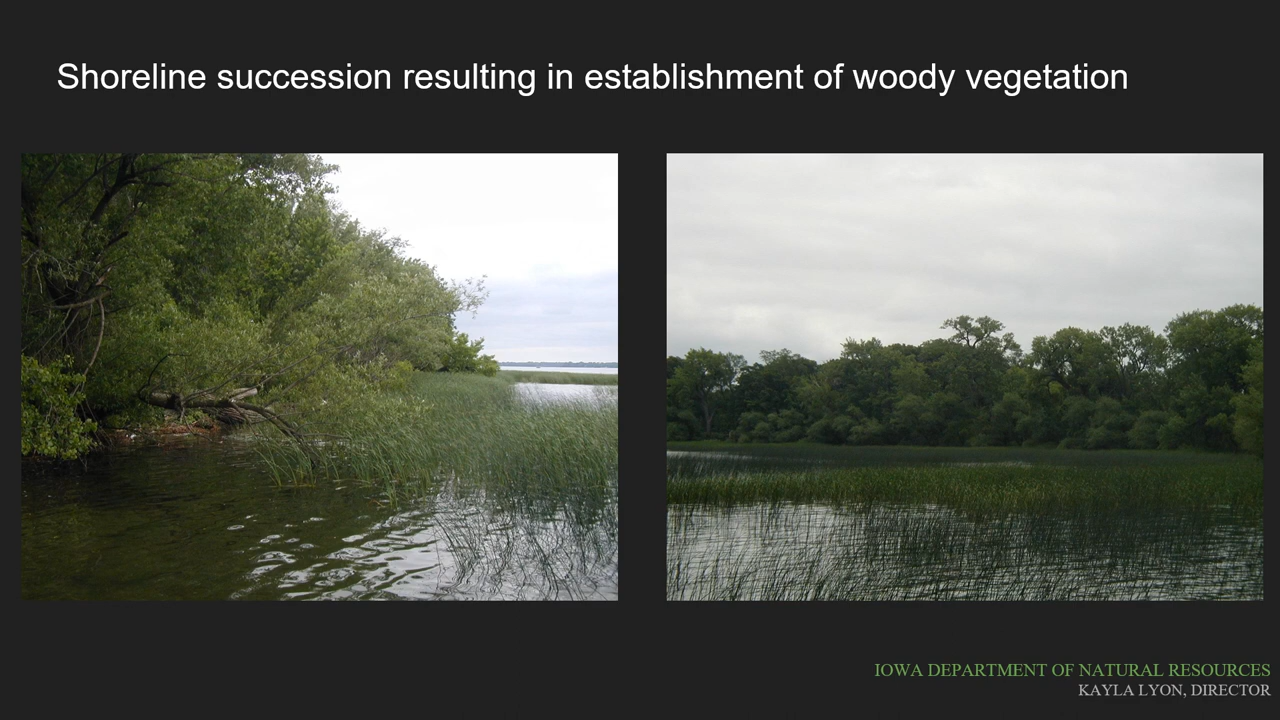 Shoreline succession resulting in establishment of woody vegetation
IOWA DEPARTMENT OF NATURAL RESOURCES
KAYLA LYON, DIRECTOR